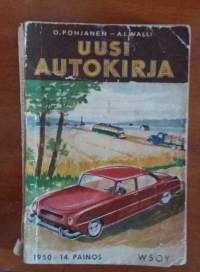 O. POHJANEN – A.I. WALLI
UUSI
AUTOKIRJA
1950 - 14. PAINOS WSOY